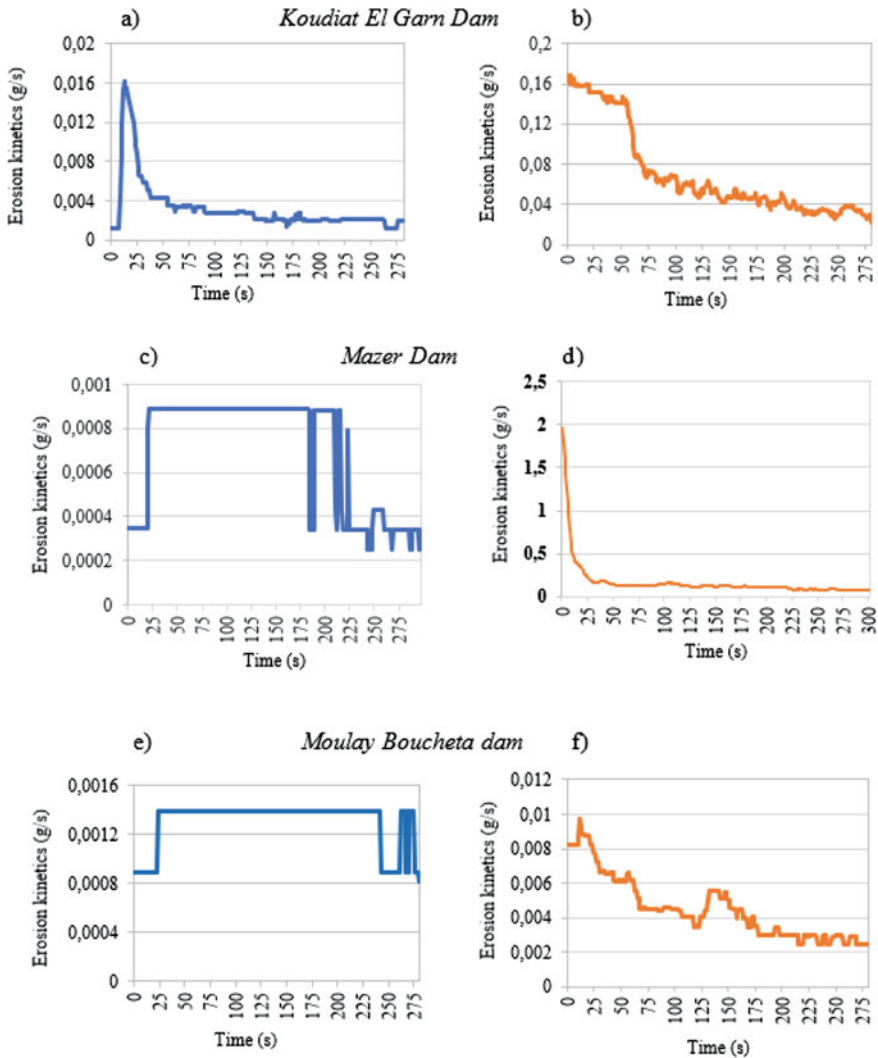 a)
Koudiat El Garn Dam
b)
Erosion kinetics (g/s)
0,02
0,016
0,012
0,008
0,004
0
0 25 50 75 100 125 150 175 200 225 250 275
Time (s)
Erosion kinetics (g/s)
0,2
0,16
0,12
0,08
0,04
0
0 25 50 75 100 125 150 175 200 225 250 275
Time (s)
c)
Mazer Dam
d)
Erosion kinetics (g/s)
0,001
0,0008
0,0006
0,0004
0,0002
0
0 25 50 75 100 125 150 175 200 225 250 275
Time (s)
Erosion kinetics (g/s)
2,5
2
1,5
1
0,5
0
0 25 50 75 100 125 150 175 200 225 250 275 300
Time (s)
e)
Moulay Boucheta dam
f)
Erosion kinetics (g/s)
0,0016
0,0012
0,0008
0,0004
0
0 25 50 75 100 125 150 175 200 225 250 275
Time (s)
Erosion kinetics (g/s)
0,012
0,01
0,008
0,006
0,004
0,002
0
0 25 50 75 100 125 150 175 200 225 250 275
Time (s)